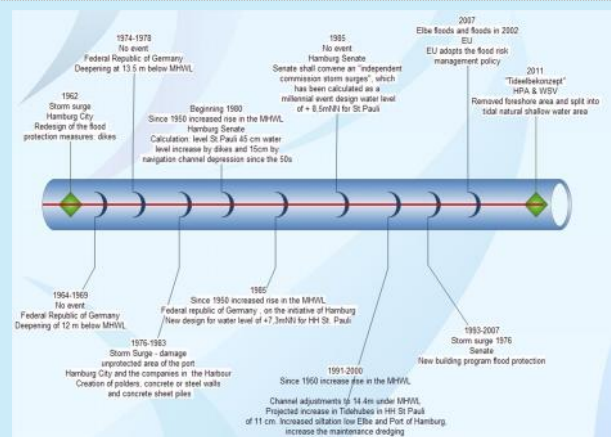 1962
Storm surge
Hamburg City
Redesign of the flood
protection measures: dikes
1974-1978
No event
Federal Republic of Germany
Deepening at 13.5 m below MHWL
Beginning 1980
Since 1950 increased rise in the MHWL
Hamburg Senate
Calculation: level St Pauli 45 cm water
level increase by dikes and 15cm by
navigation channel depression since the 50s
1985
No event
Hamburg Senate
Senate shall convene an "independent
commission storm surges", which
has been calculated as a
millennial event design water level
of + 8,5mNN for St Pauli
2007
Elbe floods and floods in 2002
EU
EU adopts the flood risk
management policy
2011
"Tideelbekonzept"
HPA & WSV
Removed foreshore area and split into
tidal natural shallow water area
1964-1969
No event
Federal Republic of Germany
Deepening of 12 m below MHWL
1976-1983
Storm Surge - damage
unprotected area of the port
Hamburg City and the companies in the Harbour
Creation of polders, concrete or steel walls
and concrete sheet piles
1985
Since 1950 increased rise in the MHWL
Federal republic of Germany , on the initiative of Hamburg
New design for water level of +7,3mNN for HH St. Pauli
1991-2000
Since 1950 increase rise in the MHWL
Channel adjustments to 14.4m under MHWL
Projected increase in Tidehubes in HH St Pauli
of 11 cm. Increased siltation low Elbe and Port of Hamburg,
increase the maintenance dredging
1993-2007
Storm surge 1976
Senate
New building program flood protection